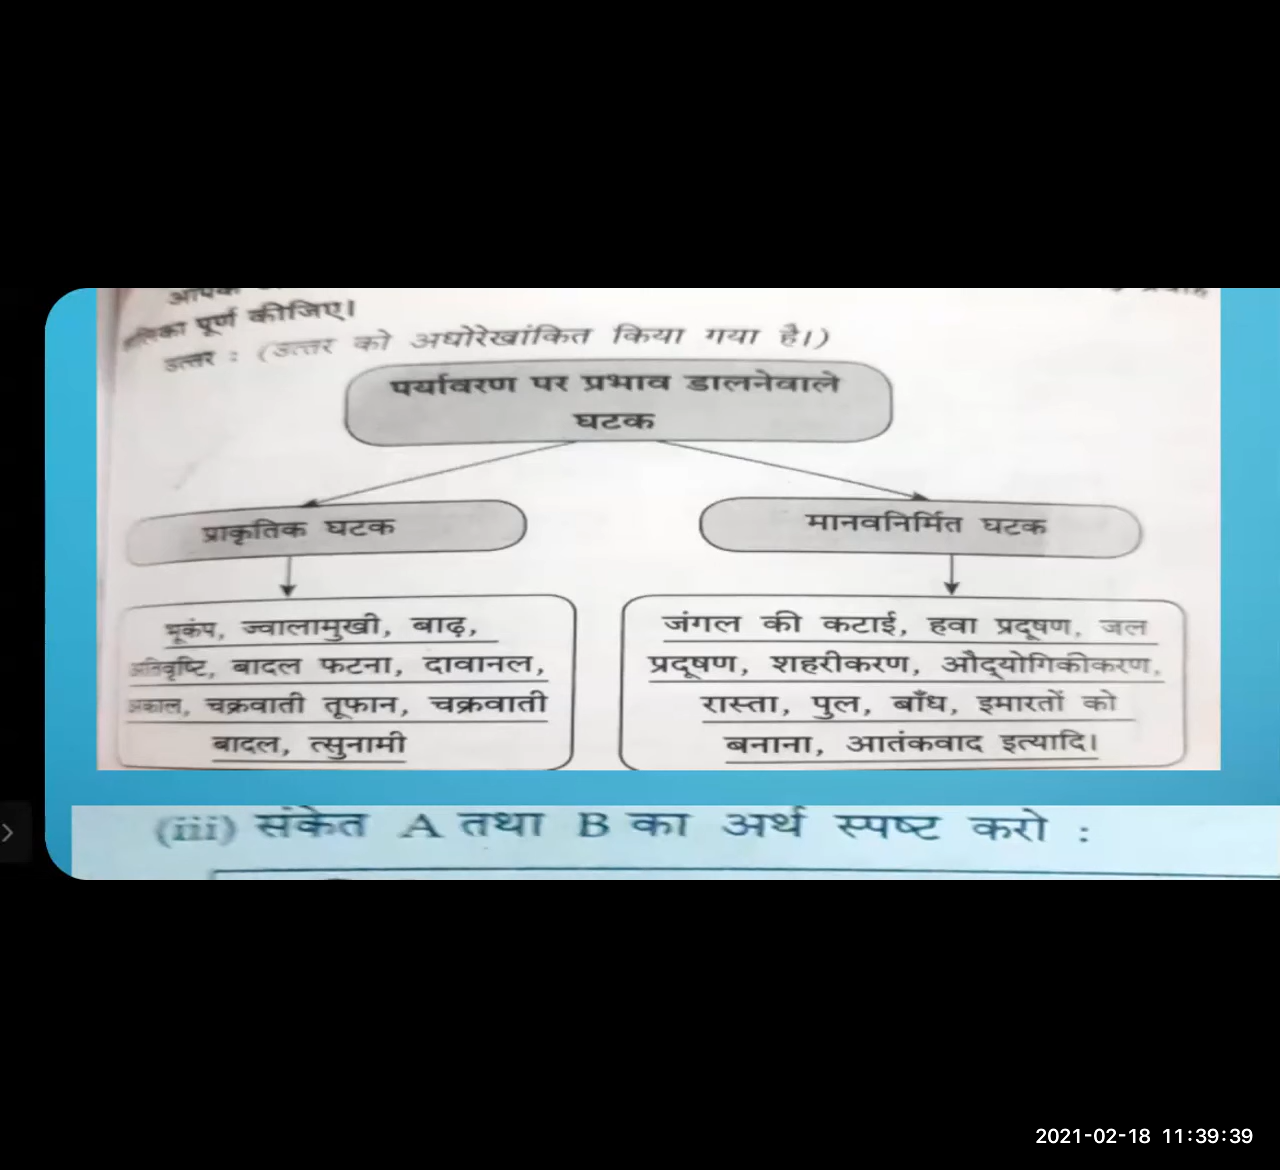 पूर्ण कीजिए।
उत्तर : (उत्तर को अधोरेखांकित किया गया है।)
पर्यावरण पर प्रभाव डालनेवाले
घटक
प्राकृतिक घटक
मानवनिर्मित घटक
भूकंप, ज्वालामुखी, बाढ़,
अतिवृष्टि, बादल फटना, दावानल,
अकाल, चक्रवाती तूफान, चक्रवाती
बादल, त्सुनामी
जंगल की कटाई, हवा प्रदूषण, जल
प्रदूषण, शहरीकरण, औद्योगिकीकरण,
रास्ता, पुल, बाँध, इमारतों को
बनाना, आतंकवाद इत्यादि।
(iii) संकेत A तथा B का अर्थ स्पष्ट करो :
2021-02-18 11:39:39